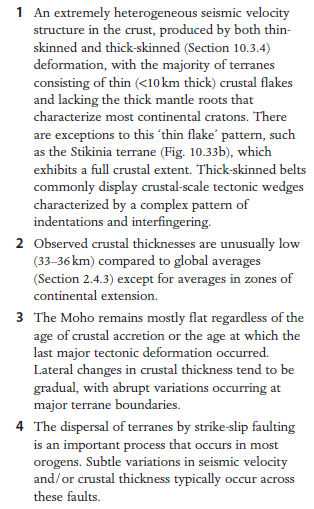 1 An extremely heterogeneous seismic velocity
structure in the crust, produced by both thin-
skinned and thick-skinned (Section 10.3.4)
deformation, with the majority of terranes
consisting of thin (<10 km thick) crustal flakes
and lacking the thick mantle roots that
characterize most continental cratons. There
are exceptions to this ‘thin flake’ pattern, such
as the Stikinia terrane (Fig. 10.33b), which
exhibits a full crustal extent. Thick-skinned belts
commonly display crustal-scale tectonic wedges
characterized by a complex pattern of
indentations and interfingering.
2 Observed crustal thicknesses are unusually low
(33–36 km) compared to global averages
(Section 2.4.3) except for averages in zones of
continental extension.
3 The Moho remains mostly flat regardless of the
age of crustal accretion or the age at which the
last major tectonic deformation occurred.
Lateral changes in crustal thickness tend to be
gradual, with abrupt variations occurring at
major terrane boundaries.
4 The dispersal of terranes by strike-slip faulting
is an important process that occurs in most
orogens. Subtle variations in seismic velocity
and/or crustal thickness typically occur across
these faults.